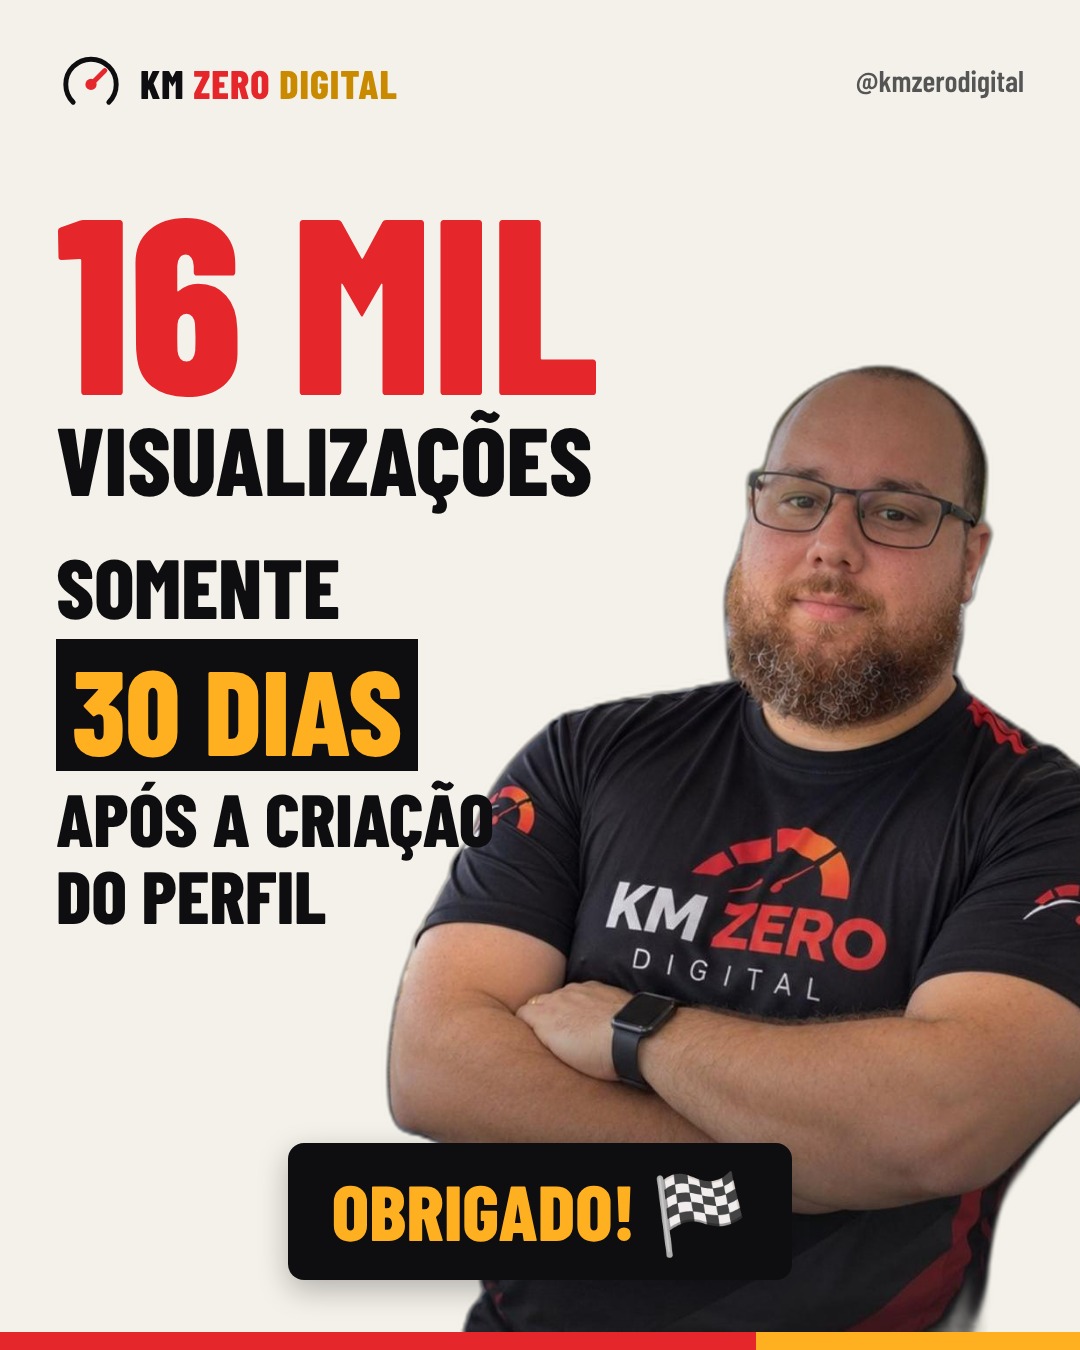 KM ZERO DIGITAL
@kmzerodigital
16 MIL
VISUALIZAÇÕES
SOMENTE
30 DIAS
APÓS A CRIAÇÃO
DO PERFIL
KM ZERO
DIGITAL
OBRIGADO!